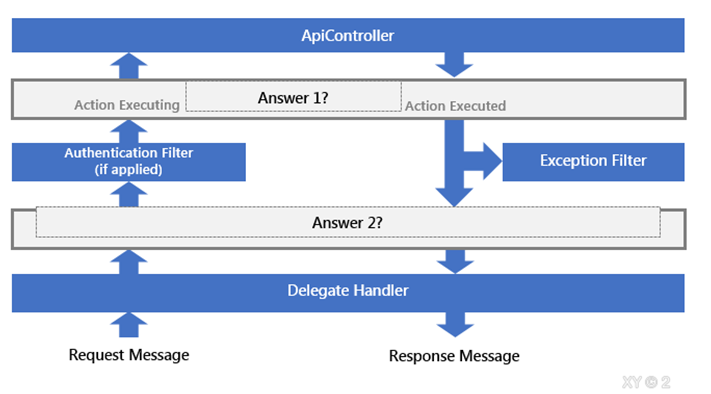 ApiController
Action Executing
Answer 1?
Action Executed
Authentication Filter
(if applied)
Exception Filter
Answer 2?
Delegate Handler
Request Message
Response Message
XY © 2